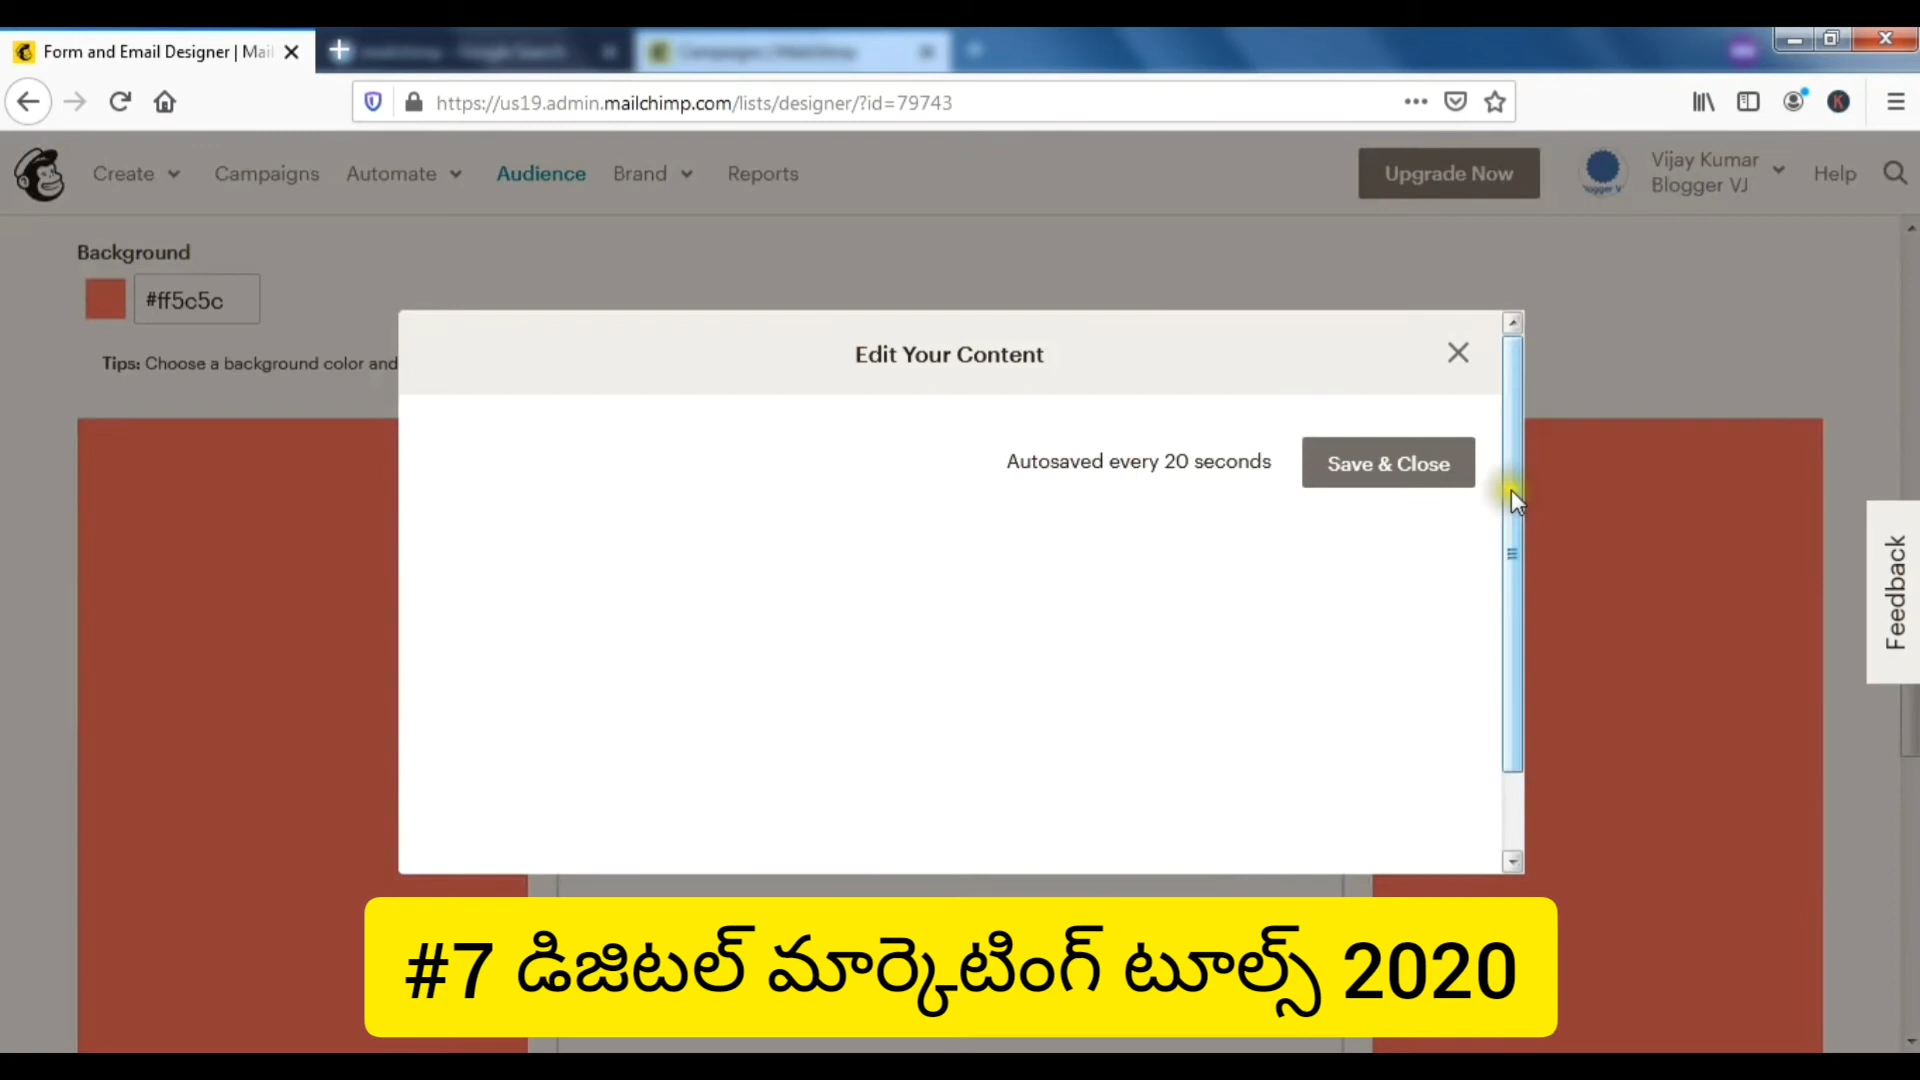 Form and Email Designer | Mail
https://us19.admin.mailchimp.com/lists/designer/?id=79743
Create Campaigns Automate Audience Brand Reports Upgrade Now Vijay Kumar Blogger VJ Help
Background
#ff5c5c
Edit Your Content
Tips: Choose a background color and
Autosaved every 20 seconds Save & Close
Feedback
#7 డిజిటల్ మార్కెటింగ్ టూల్స్ 2020